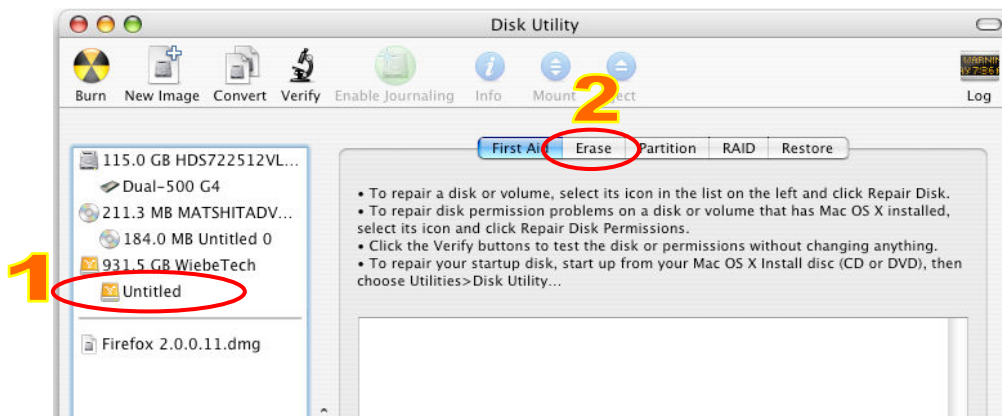 Disk Utility
Burn New Image Convert Verify Enable Journaling Info Mount Log
2
First Aid Erase Partition RAID Restore
115.0 GB HDS722512VL...
Dual-500 G4
211.3 MB MATSHITADV...
184.0 MB Untitled 0
931.5 GB WiebeTech
1
Untitled
Firefox 2.0.0.11.dmg
• To repair a disk or volume, select its icon in the list on the left and click Repair Disk.
• To repair disk permission problems on a disk or volume that has Mac OS X installed,
select its icon and click Repair Disk Permissions.
• Click the Verify buttons to test the disk or permissions without changing anything.
• To repair your startup disk, start up from your Mac OS X Install disc (CD or DVD), then
choose Utilities>Disk Utility...